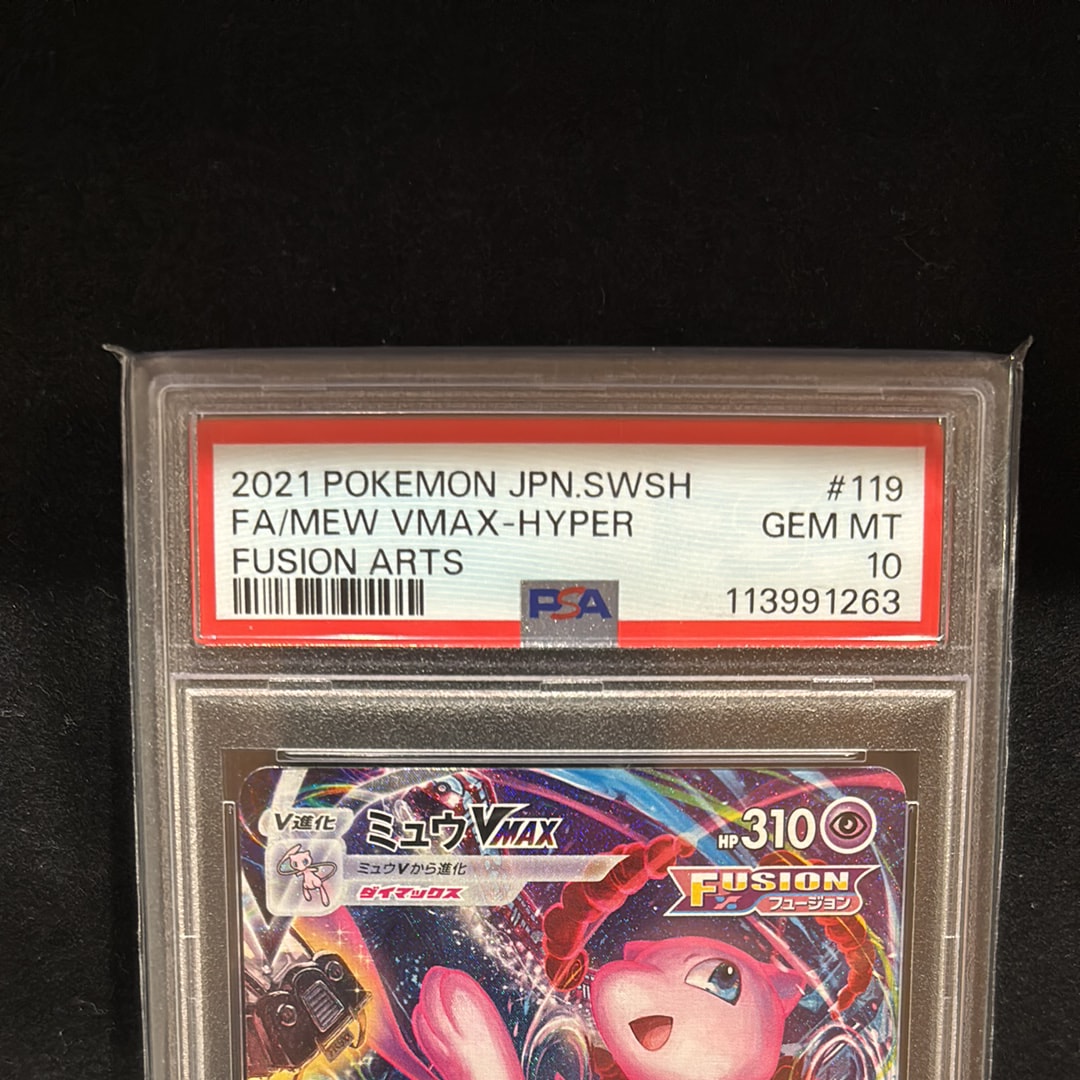 2021 POKEMON JPN.SWSH #119
FA/MEW VMAX-HYPER GEM MT
FUSION ARTS 10
PSA 113991263
V進化 ミュウVMAX HP310
ミュウVから進化
ダイマックス
FUSION
フュージョン